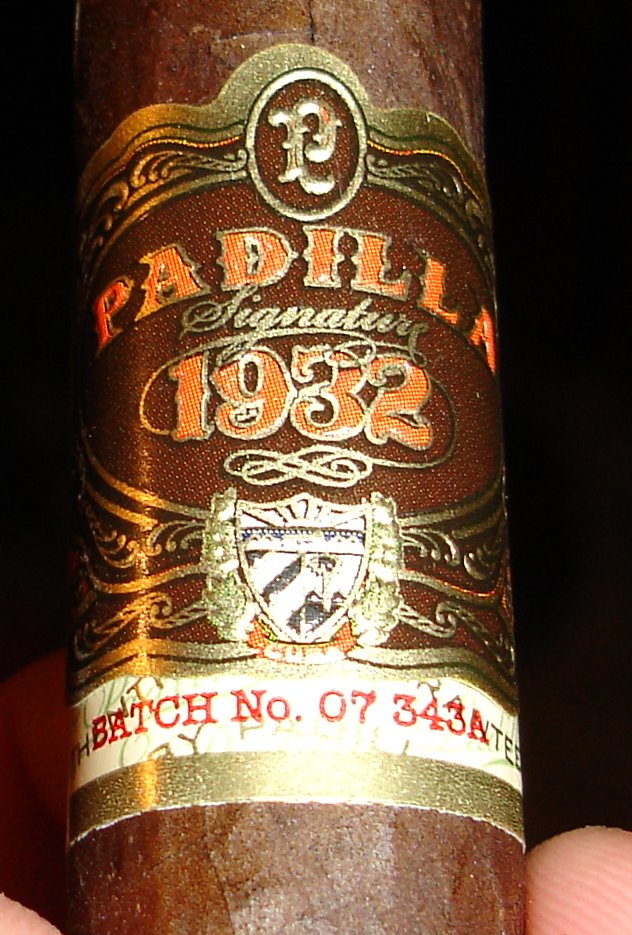 P
PADILLA
Signature
1932
BATCH No. 07 343A